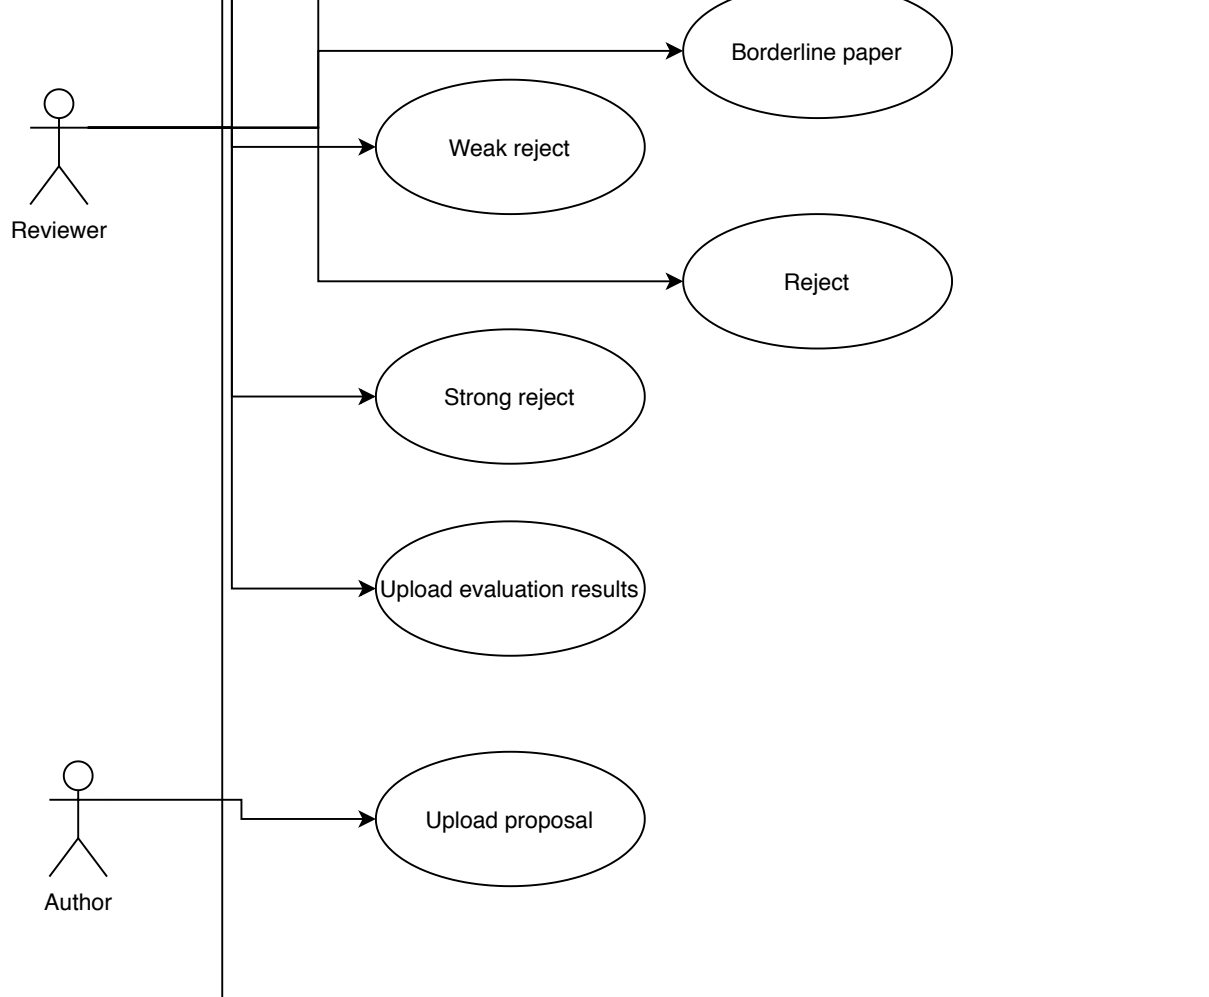 Borderline paper
Weak reject
Reviewer
Reject
Strong reject
Upload evaluation results
Upload proposal
Author